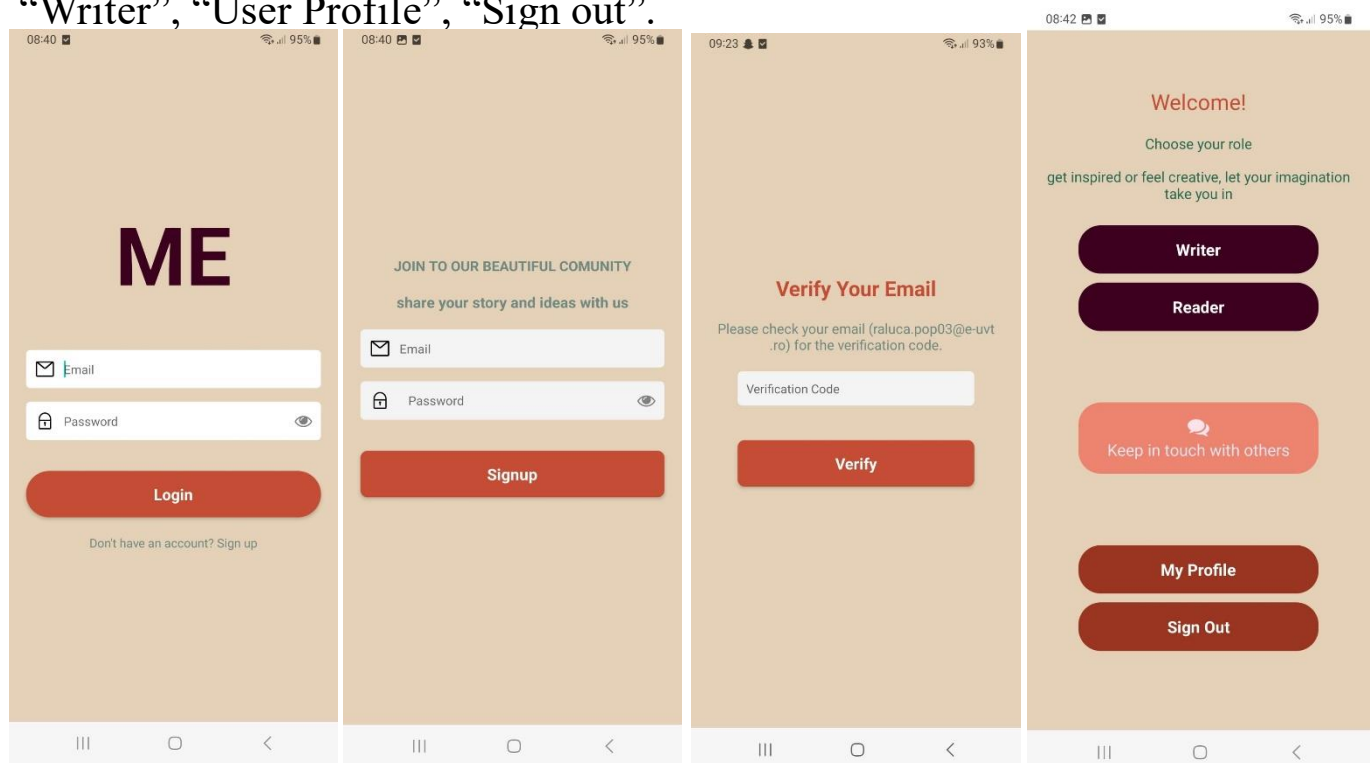 “Writer”, “User Profile”, “Sign out”.
08:40
95%
ME
Email
Password
Login
Don't have an account? Sign up
08:40
95%
JOIN TO OUR BEAUTIFUL COMUNITY
share your story and ideas with us
Email
Password
Signup
09:23
93%
Verify Your Email
Please check your email (raluca.pop03@e-uvt
.ro) for the verification code.
Verification Code
Verify
08:42
95%
Welcome!
Choose your role
get inspired or feel creative, let your imagination
take you in
Writer
Reader
Keep in touch with others
My Profile
Sign Out